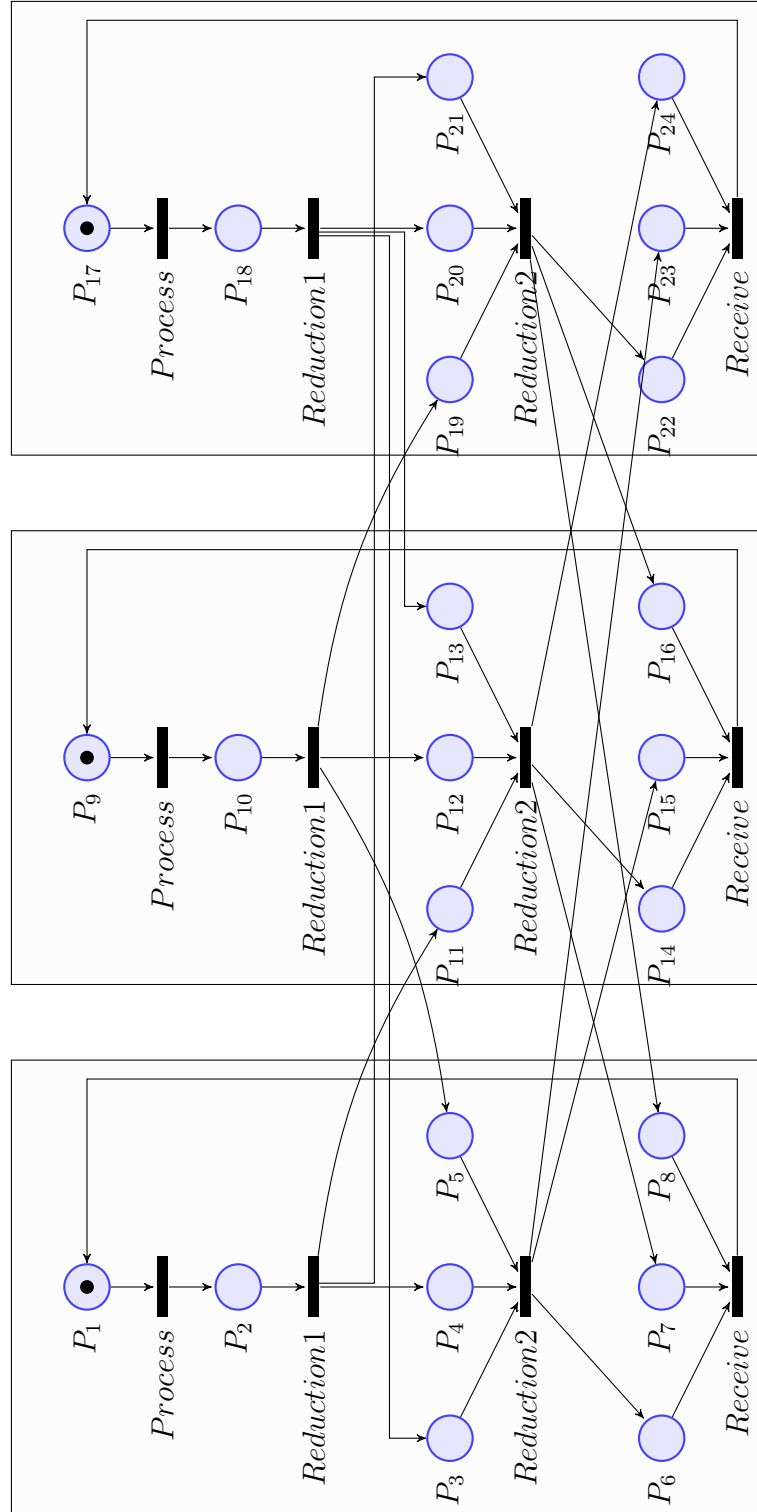 P17
Process
P18
Reduction1
P19
P20
P21
Reduction2
P22
P23
P24
Receive
P9
Process
P10
Reduction1
P11
P12
P13
Reduction2
P14
P15
P16
Receive
P1
Process
P2
Reduction1
P3
P4
P5
Reduction2
P6
P7
P8
Receive